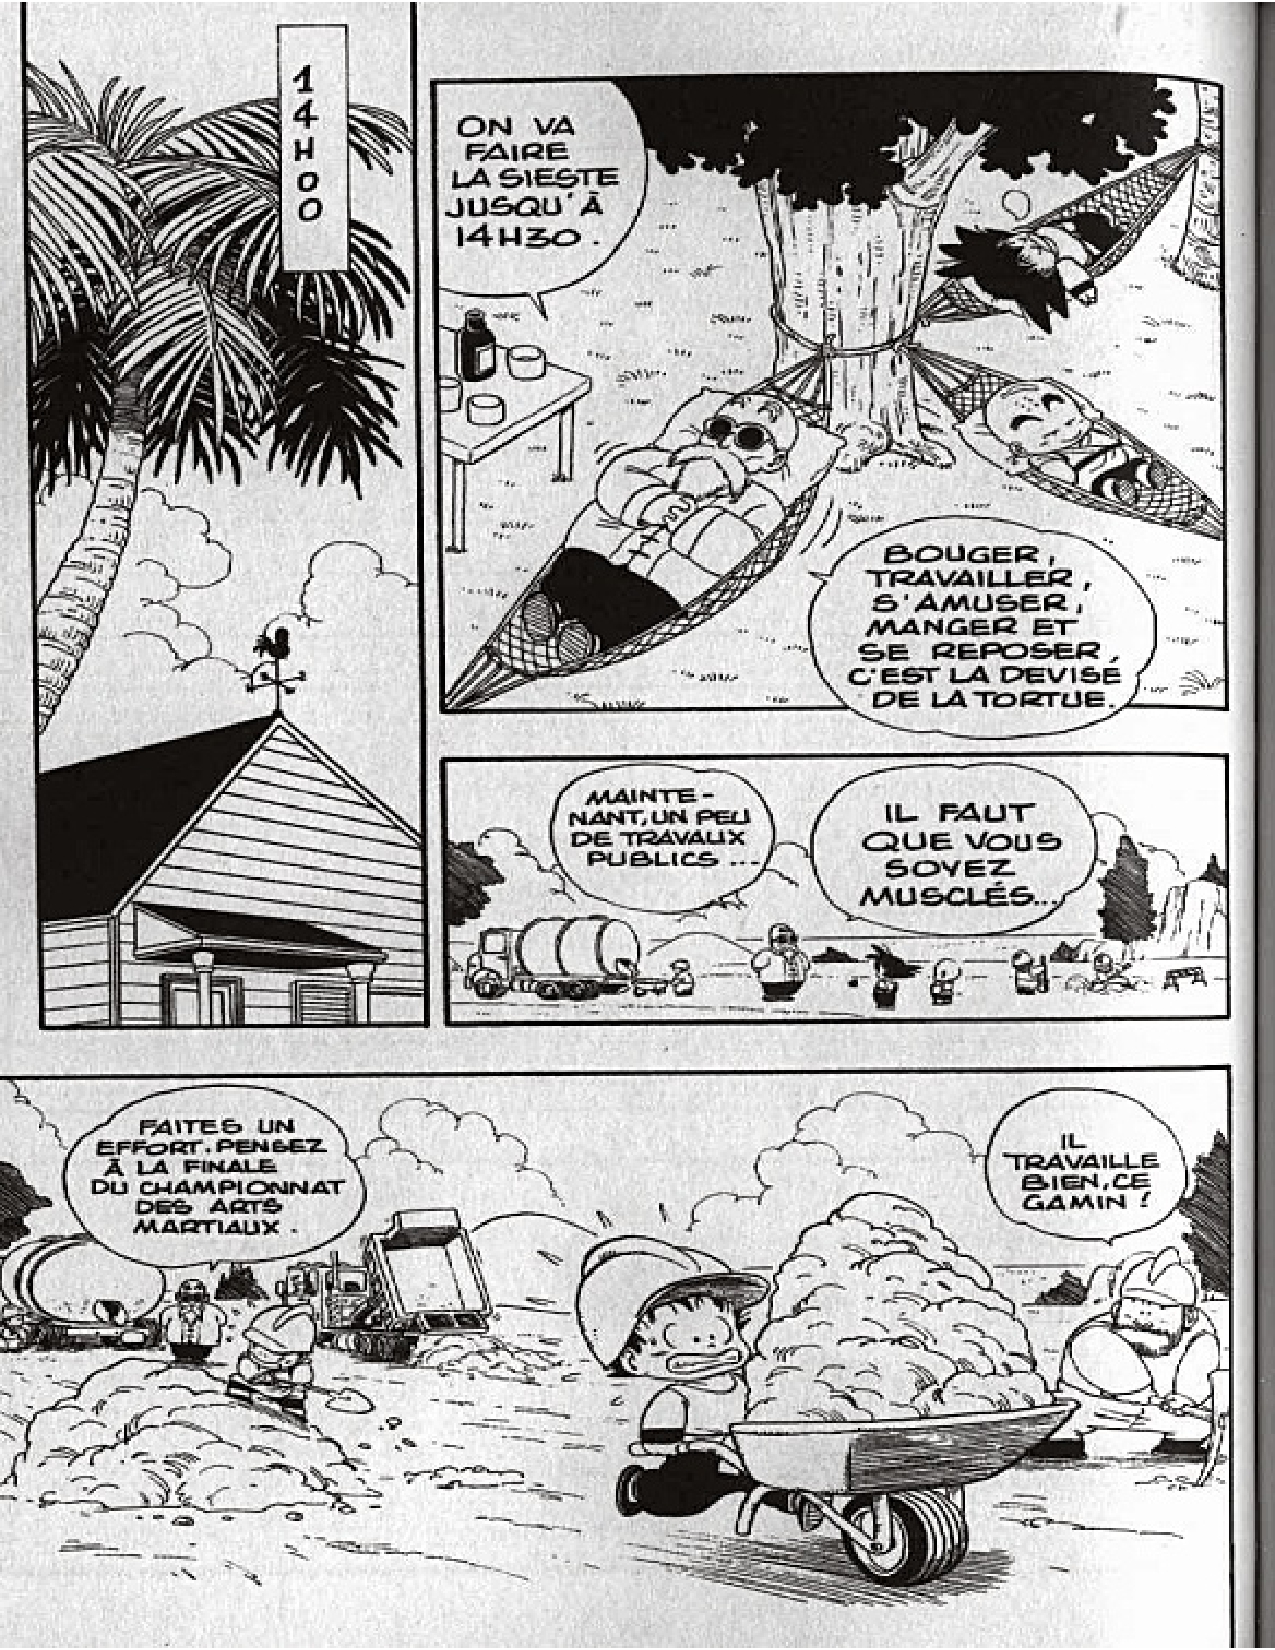 14H00
ON VA
FAIRE
LA SIESTE
JUSQU'À
14H30.
BOUGER,
TRAVAILLER,
S'AMUSER,
MANGER ET
SE REPOSER,
C'EST LA DEVISE
DE LA TORTUE.
MAINTE-
NANT, UN PEU
DE TRAVAUX
PUBLICS...
IL FAUT
QUE VOUS
SOYEZ
MUSCLÉS...
FAITES UN
EFFORT. PENSEZ
À LA FINALE
DU CHAMPIONNAT
DES ARTS
MARTIAUX.
IL
TRAVAILLE
BIEN, CE
GAMIN !